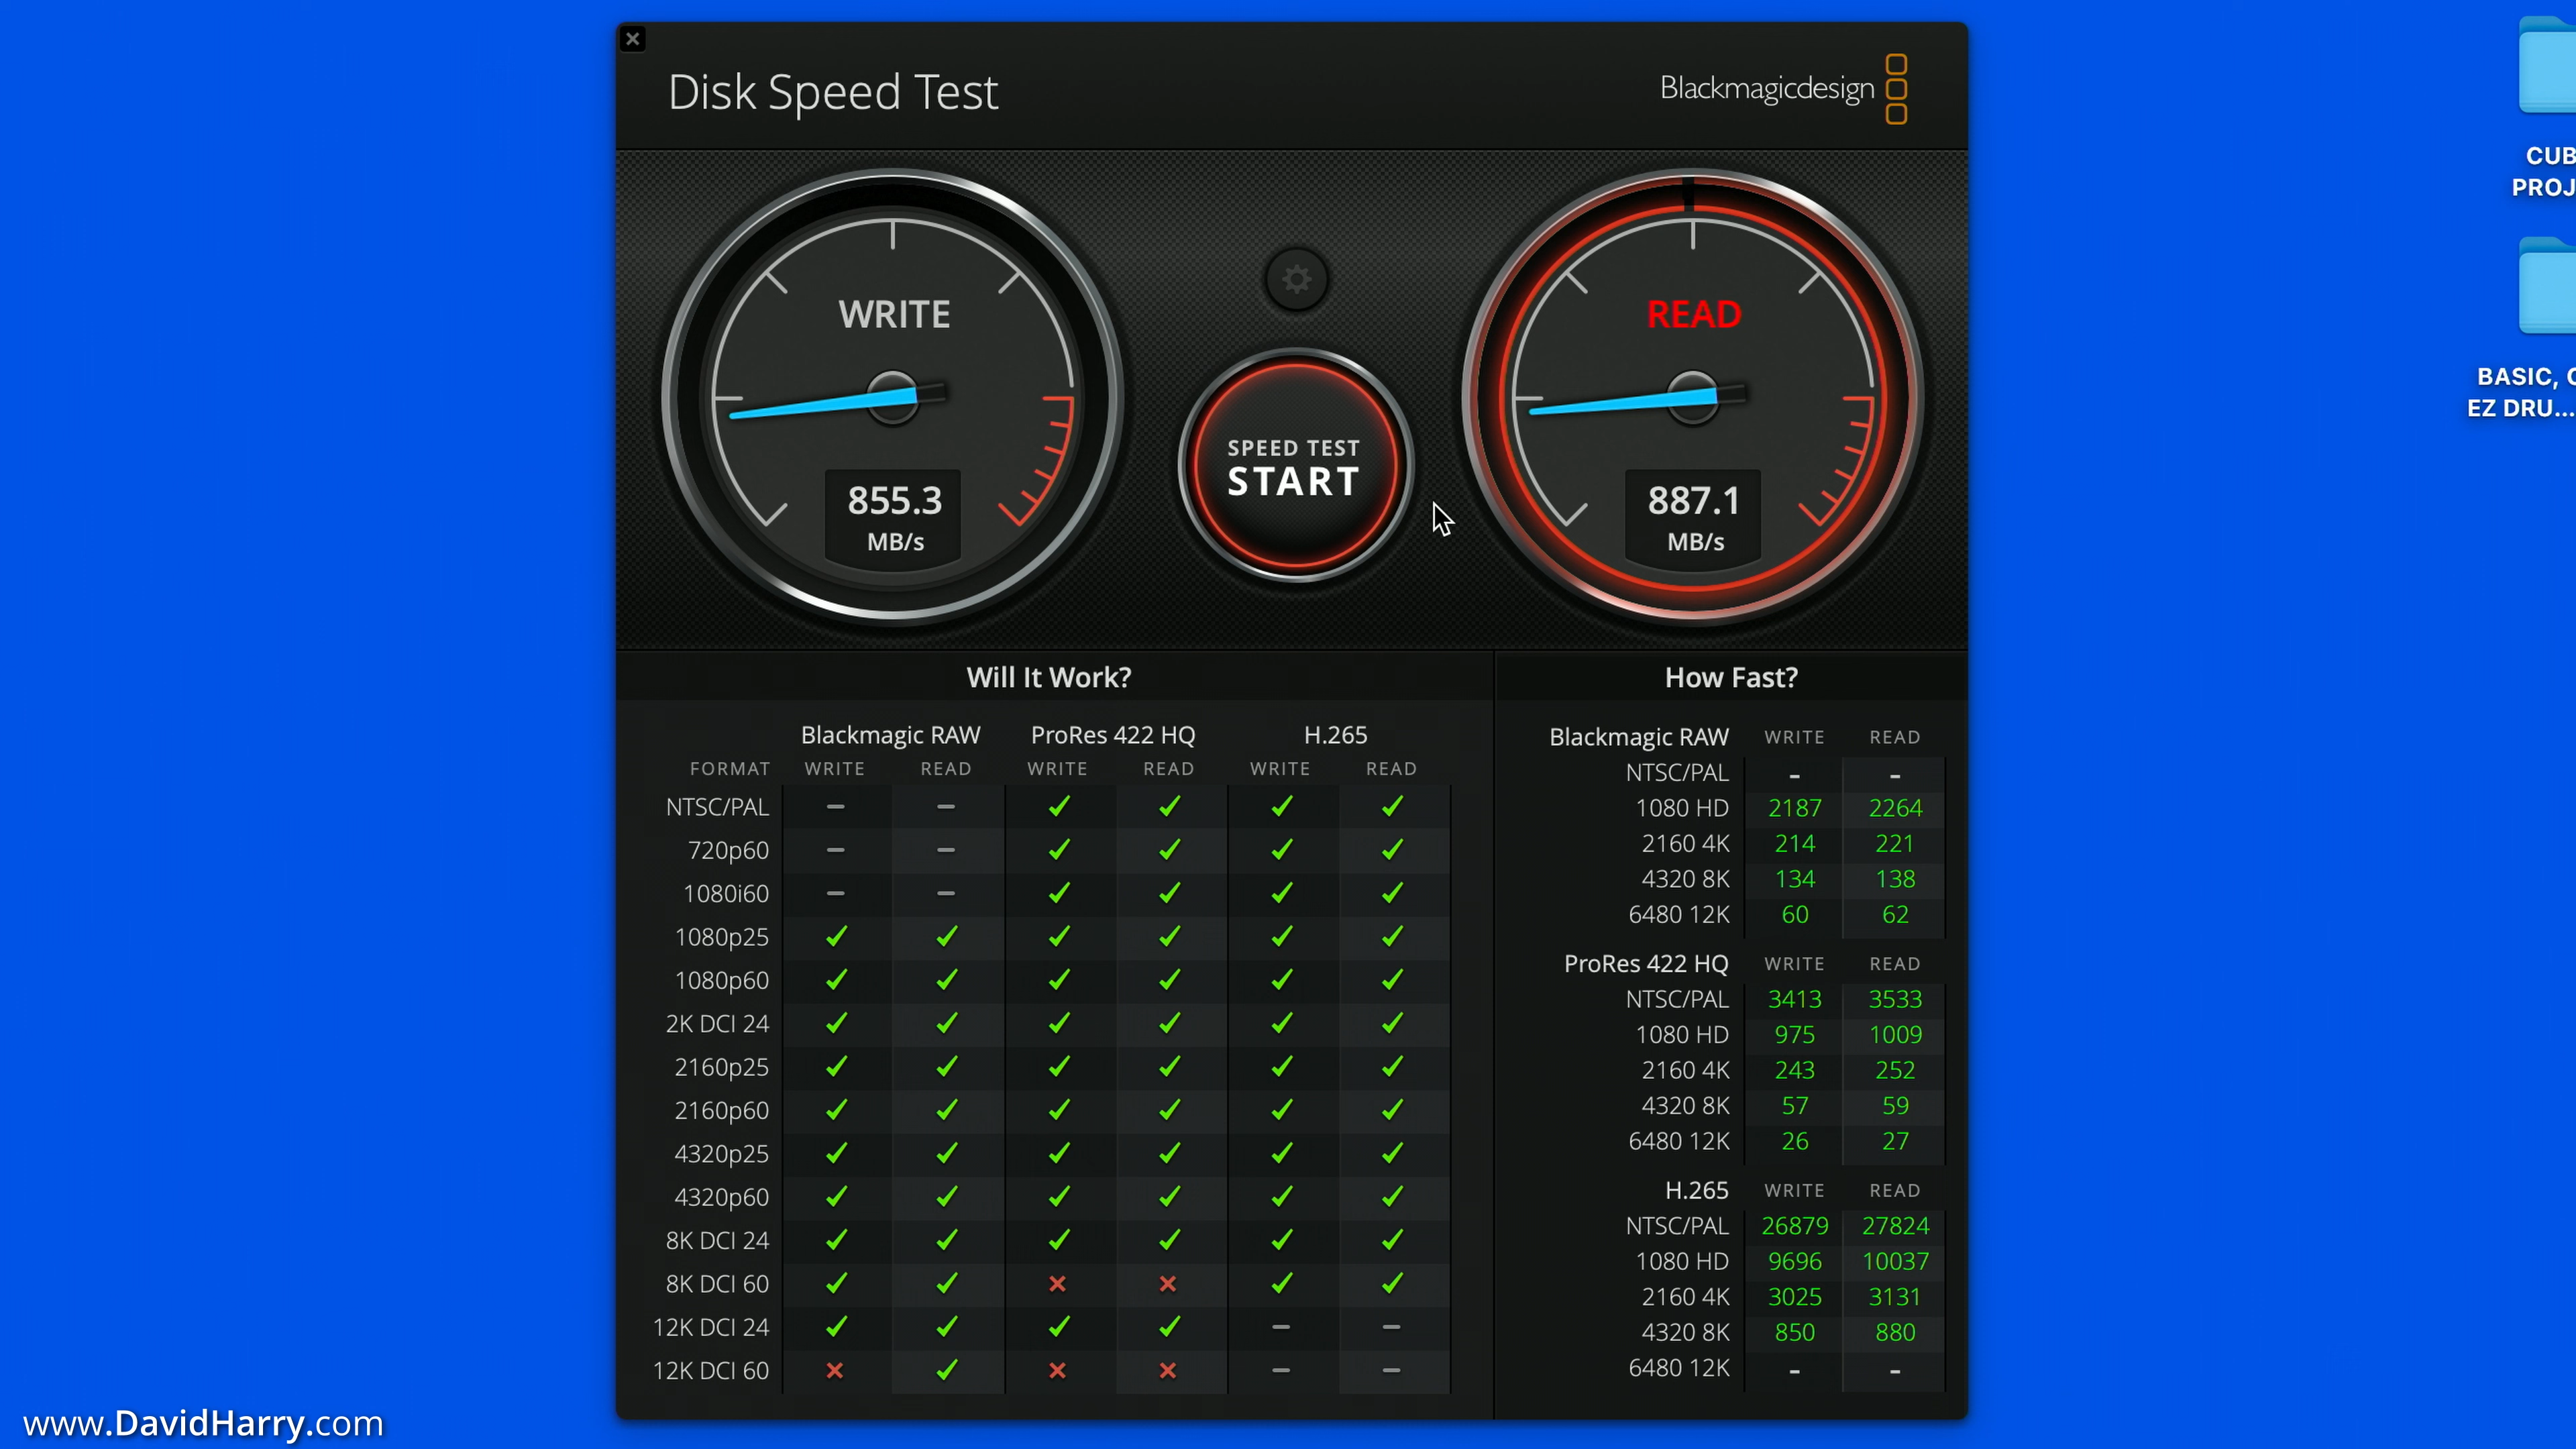 Disk Speed Test
Blackmagicdesign
WRITE
855.3
MB/s
SPEED TEST
START
READ
887.1
MB/s
Will It Work?
Blackmagic RAW ProRes 422 HQ H.265
FORMAT WRITE READ WRITE READ WRITE READ
NTSC/PAL – – ✓ ✓ ✓ ✓
720p60 – – ✓ ✓ ✓ ✓
1080i60 – – ✓ ✓ ✓ ✓
1080p25 ✓ ✓ ✓ ✓ ✓ ✓
1080p60 ✓ ✓ ✓ ✓ ✓ ✓
2K DCI 24 ✓ ✓ ✓ ✓ ✓ ✓
2160p25 ✓ ✓ ✓ ✓ ✓ ✓
2160p60 ✓ ✓ ✓ ✓ ✓ ✓
4320p25 ✓ ✓ ✓ ✓ ✓ ✓
4320p60 ✓ ✓ ✓ ✓ ✓ ✓
8K DCI 24 ✓ ✓ ✓ ✓ ✓ ✓
8K DCI 60 ✓ ✓ ✕ ✕ ✓ ✓
12K DCI 24 ✓ ✓ ✓ ✓ – –
12K DCI 60 ✕ ✓ ✕ ✕ – –
How Fast?
Blackmagic RAW WRITE READ
NTSC/PAL - -
1080 HD 2187 2264
2160 4K 214 221
4320 8K 134 138
6480 12K 60 62
ProRes 422 HQ WRITE READ
NTSC/PAL 3413 3533
1080 HD 975 1009
2160 4K 243 252
4320 8K 57 59
6480 12K 26 27
H.265 WRITE READ
NTSC/PAL 26879 27824
1080 HD 9696 10037
2160 4K 3025 3131
4320 8K 850 880
6480 12K - -
CUB
PROJ
BASIC, C
EZ DRU...
www.DavidHarry.com